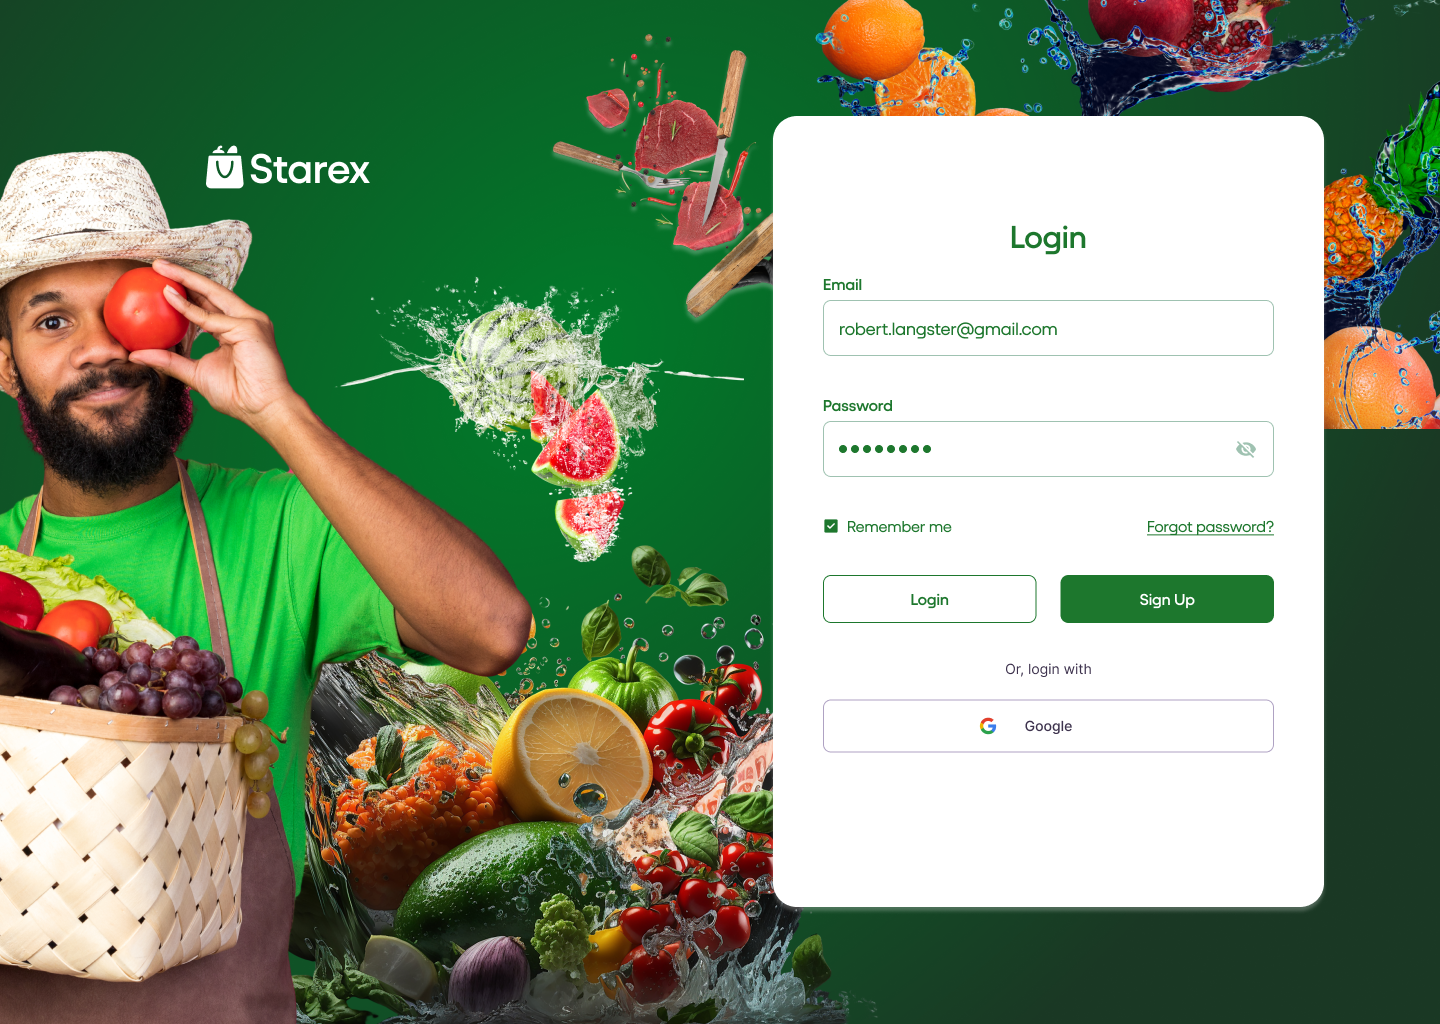 Starex
Login
Email
robert.langster@gmail.com
Password
Remember me
Forgot password?
Login
Sign Up
Or, login with
Google